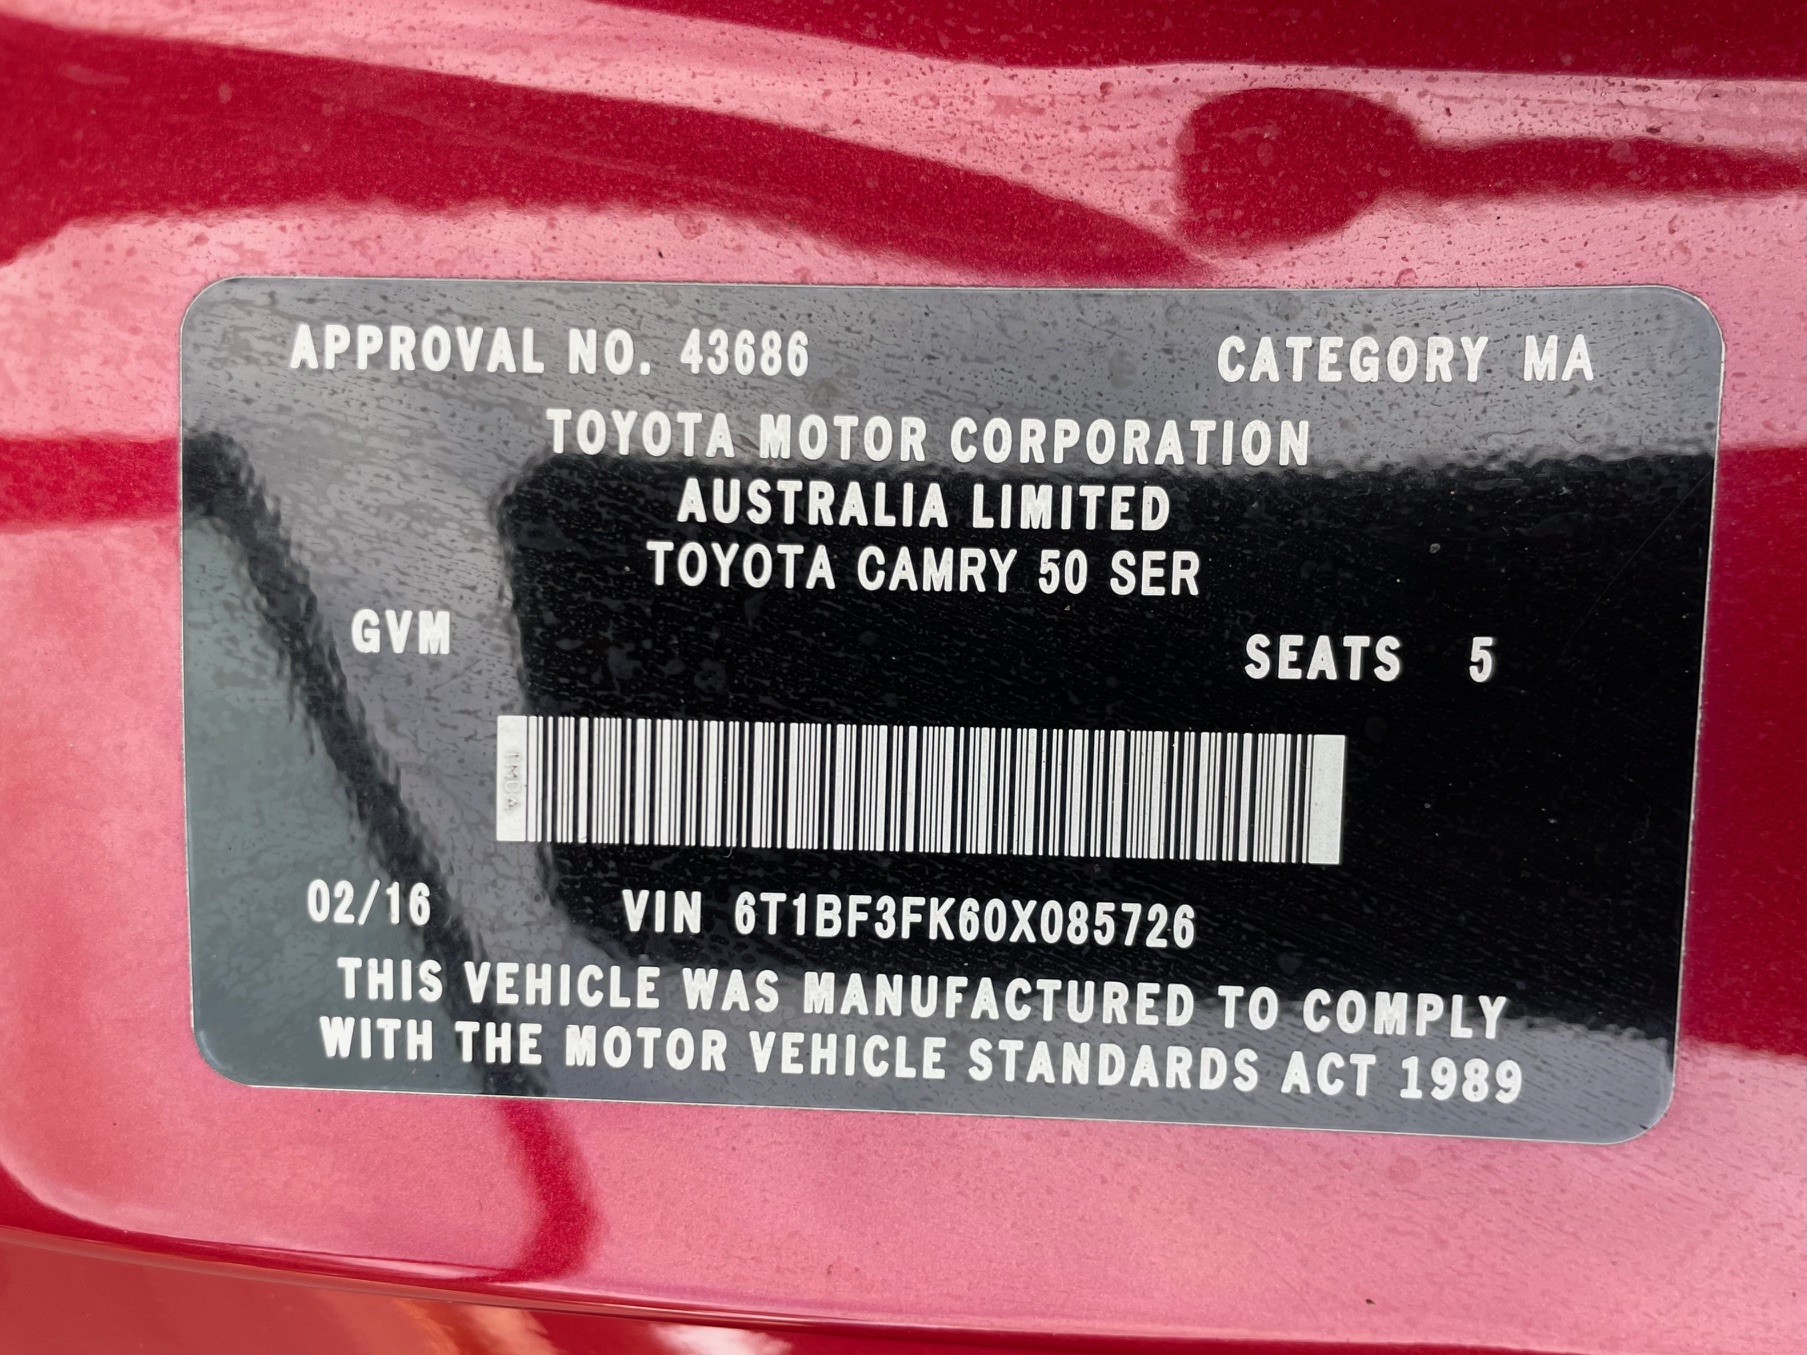 APPROVAL NO. 43686 CATEGORY MA
TOYOTA MOTOR CORPORATION
AUSTRALIA LIMITED
TOYOTA CAMRY 50 SER
GVM SEATS 5
TMCA
02/16 VIN 6T1BF3FK60X085726
THIS VEHICLE WAS MANUFACTURED TO COMPLY
WITH THE MOTOR VEHICLE STANDARDS ACT 1989